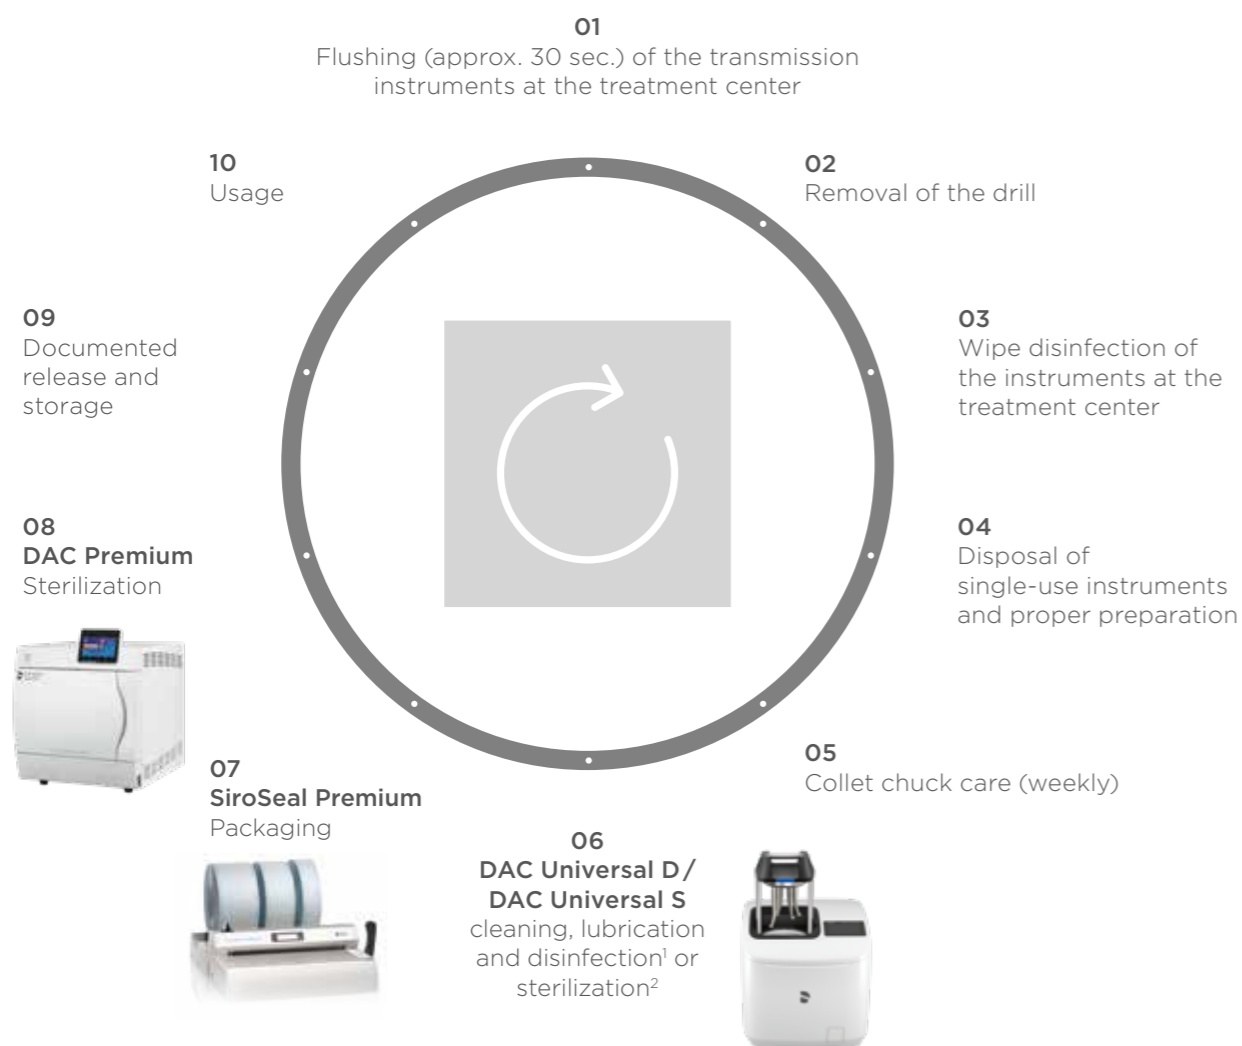 01
Flushing (approx. 30 sec.) of the transmission
instruments at the treatment center
02
Removal of the drill
03
Wipe disinfection of
the instruments at the
treatment center
04
Disposal of
single-use instruments
and proper preparation
05
Collet chuck care (weekly)
06
DAC Universal D /
DAC Universal S
cleaning, lubrication
and disinfection¹ or
sterilization²
07
SiroSeal Premium
Packaging
08
DAC Premium
Sterilization
09
Documented
release and
storage
10
Usage